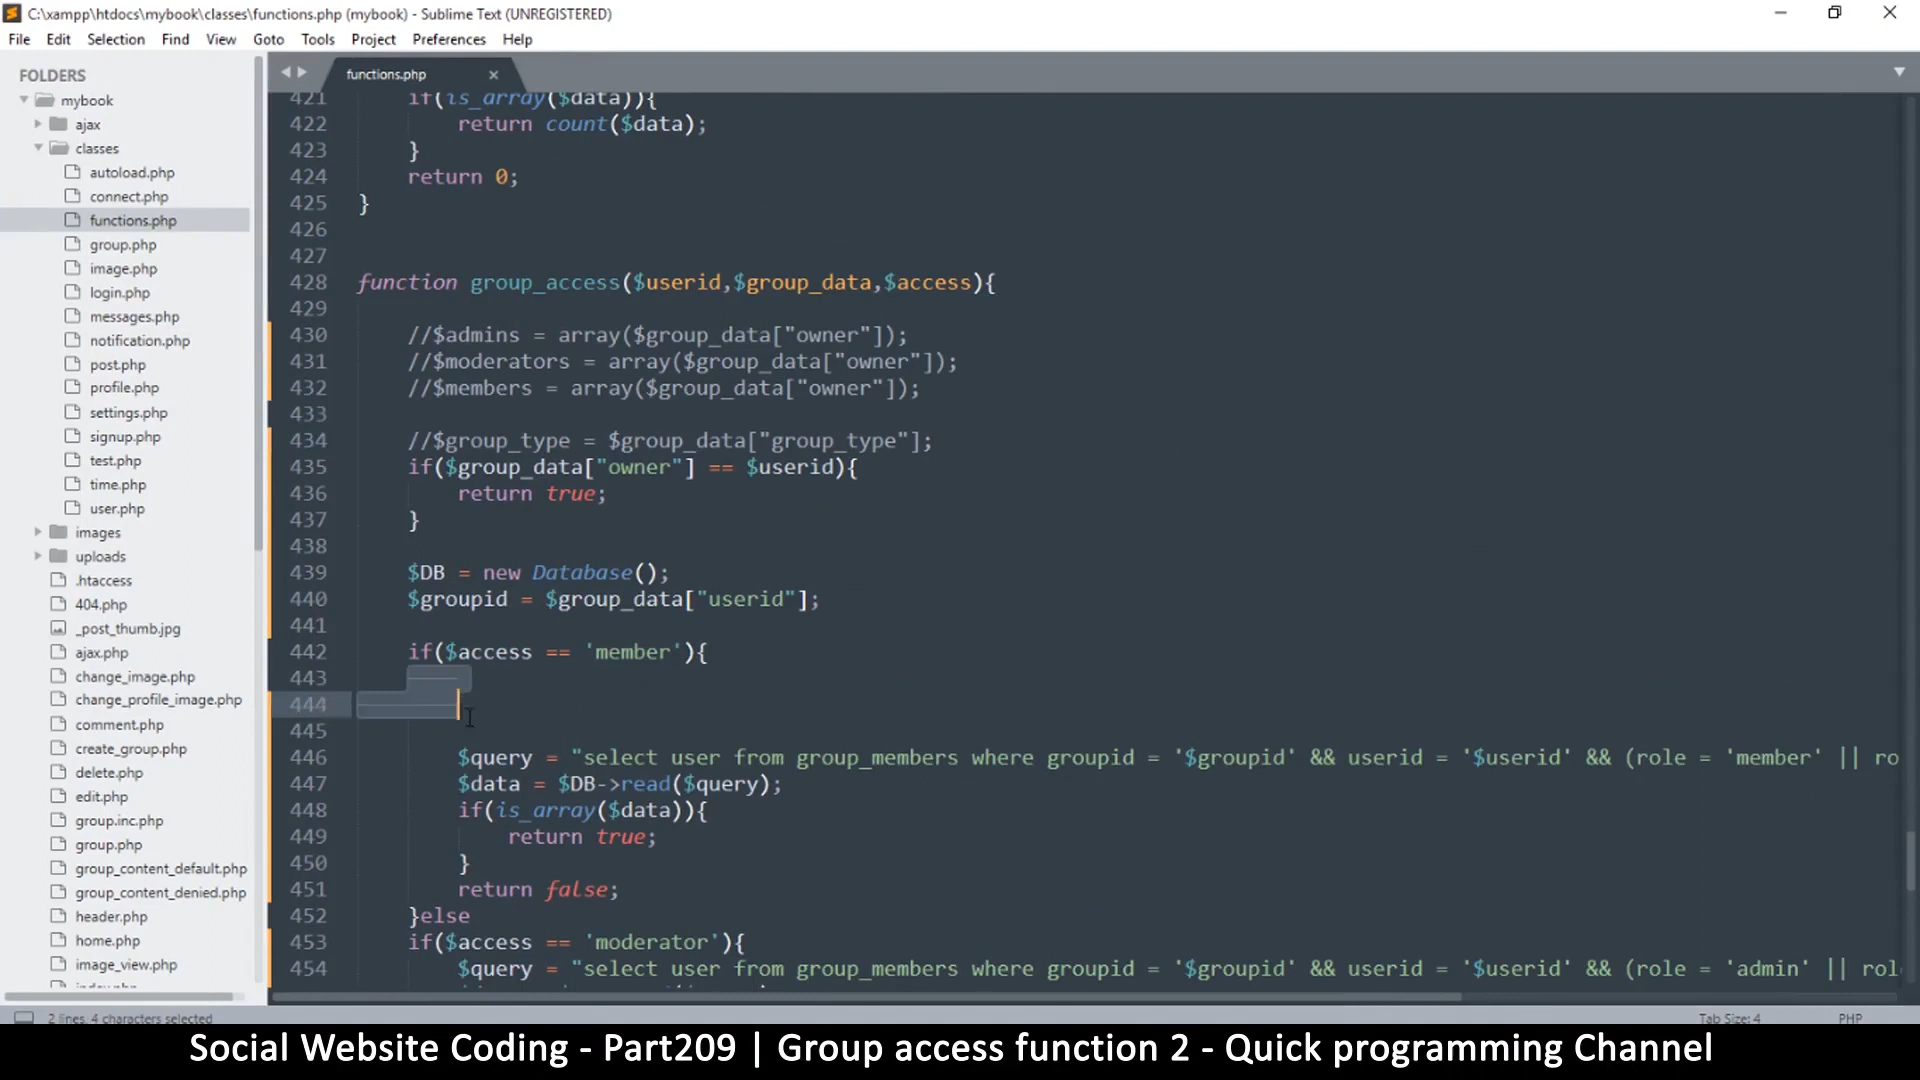 C:\xampp\htdocs\mybook\classes\functions.php (mybook) - Sublime Text (UNREGISTERED)
File Edit Selection Find View Goto Tools Project Preferences Help
FOLDERS
mybook
ajax
classes
autoload.php
connect.php
functions.php
group.php
image.php
login.php
messages.php
notification.php
post.php
profile.php
settings.php
signup.php
test.php
time.php
user.php
images
uploads
.htaccess
404.php
_post_thumb.jpg
ajax.php
change_image.php
change_profile_image.php
comment.php
create_group.php
delete.php
edit.php
group.inc.php
group.php
group_content_default.php
group_content_denied.php
header.php
home.php
image_view.php
index.php
functions.php
421 if(is_array($data)){
422 return count($data);
423 }
424 return 0;
425 }
426
427
428 function group_access($userid,$group_data,$access){
429
430 //$admins = array($group_data["owner"]);
431 //$moderators = array($group_data["owner"]);
432 //$members = array($group_data["owner"]);
433
434 //$group_type = $group_data["group_type"];
435 if($group_data["owner"] == $userid){
436 return true;
437 }
438
439 $DB = new Database();
440 $groupid = $group_data["userid"];
441
442 if($access == 'member'){
443
444
445
446 $query = "select user from group_members where groupid = '$groupid' && userid = '$userid' && (role = 'member' || ro
447 $data = $DB->read($query);
448 if(is_array($data)){
449 return true;
450 }
451 return false;
452 }else
453 if($access == 'moderator'){
454 $query = "select user from group_members where groupid = '$groupid' && userid = '$userid' && (role = 'admin' || rol
2 lines, 4 characters selected
Tab Size: 4
PHP
Social Website Coding - Part209 | Group access function 2 - Quick programming Channel